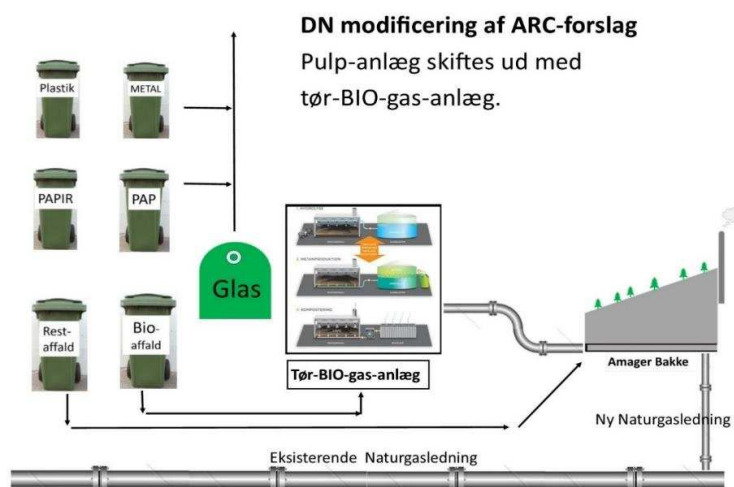 DN modificering af ARC-forslag
Pulp-anlæg skiftes ud med
tør-BIO-gas-anlæg.
Plastik
METAL
PAPIR
PAP
Glas
Rest-
affald
Bio-
affald
Tør-BIO-gas-anlæg
Amager Bakke
Ny Naturgasledning
Eksisterende Naturgasledning